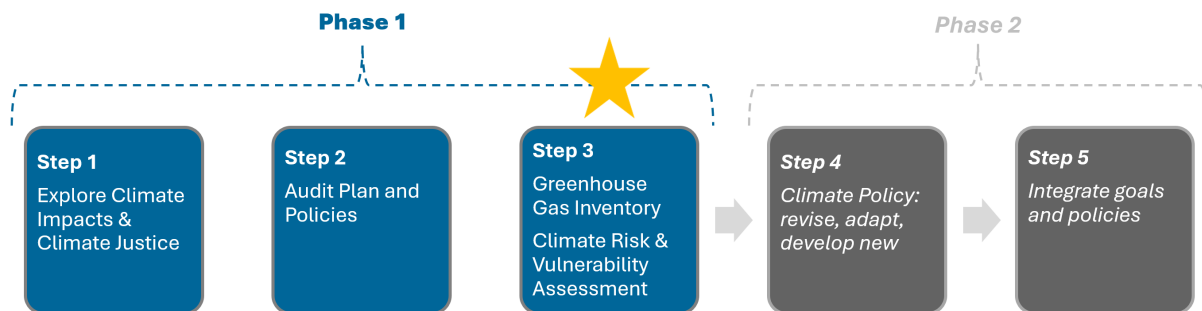 Phase 1
Phase 2
Step 1
Explore Climate
Impacts &
Climate Justice
Step 2
Audit Plan and
Policies
Step 3
Greenhouse
Gas Inventory
Climate Risk &
Vulnerability
Assessment
Step 4
Climate Policy:
revise, adapt,
develop new
Step 5
Integrate goals
and policies